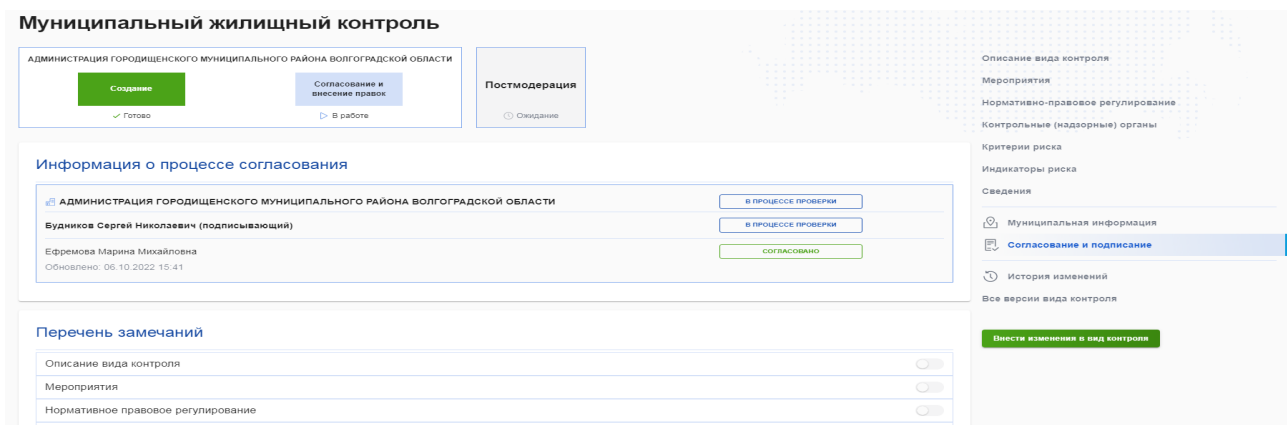 Муниципальный жилищный контроль
АДМИНИСТРАЦИЯ ГОРОДИЩЕНСКОГО МУНИЦИПАЛЬНОГО РАЙОНА ВОЛГОГРАДСКОЙ ОБЛАСТИ
Создание
Готово
Согласование и
внесение правок
В работе
Постмодерация
Ожидание
Информация о процессе согласования
АДМИНИСТРАЦИЯ ГОРОДИЩЕНСКОГО МУНИЦИПАЛЬНОГО РАЙОНА ВОЛГОГРАДСКОЙ ОБЛАСТИ
В ПРОЦЕССЕ ПРОВЕРКИ
Будников Сергей Николаевич (подписывающий)
В ПРОЦЕССЕ ПРОВЕРКИ
Ефремова Марина Михайловна
СОГЛАСОВАНО
Обновлено: 06.10.2022 15:41
Перечень замечаний
Описание вида контроля
Мероприятия
Нормативное правовое регулирование
Описание вида контроля
Мероприятия
Нормативно-правовое регулирование
Контрольные (надзорные) органы
Критерии риска
Индикаторы риска
Сведения
Муниципальная информация
Согласование и подписание
История изменений
Все версии вида контроля
Внести изменения в вид контроля